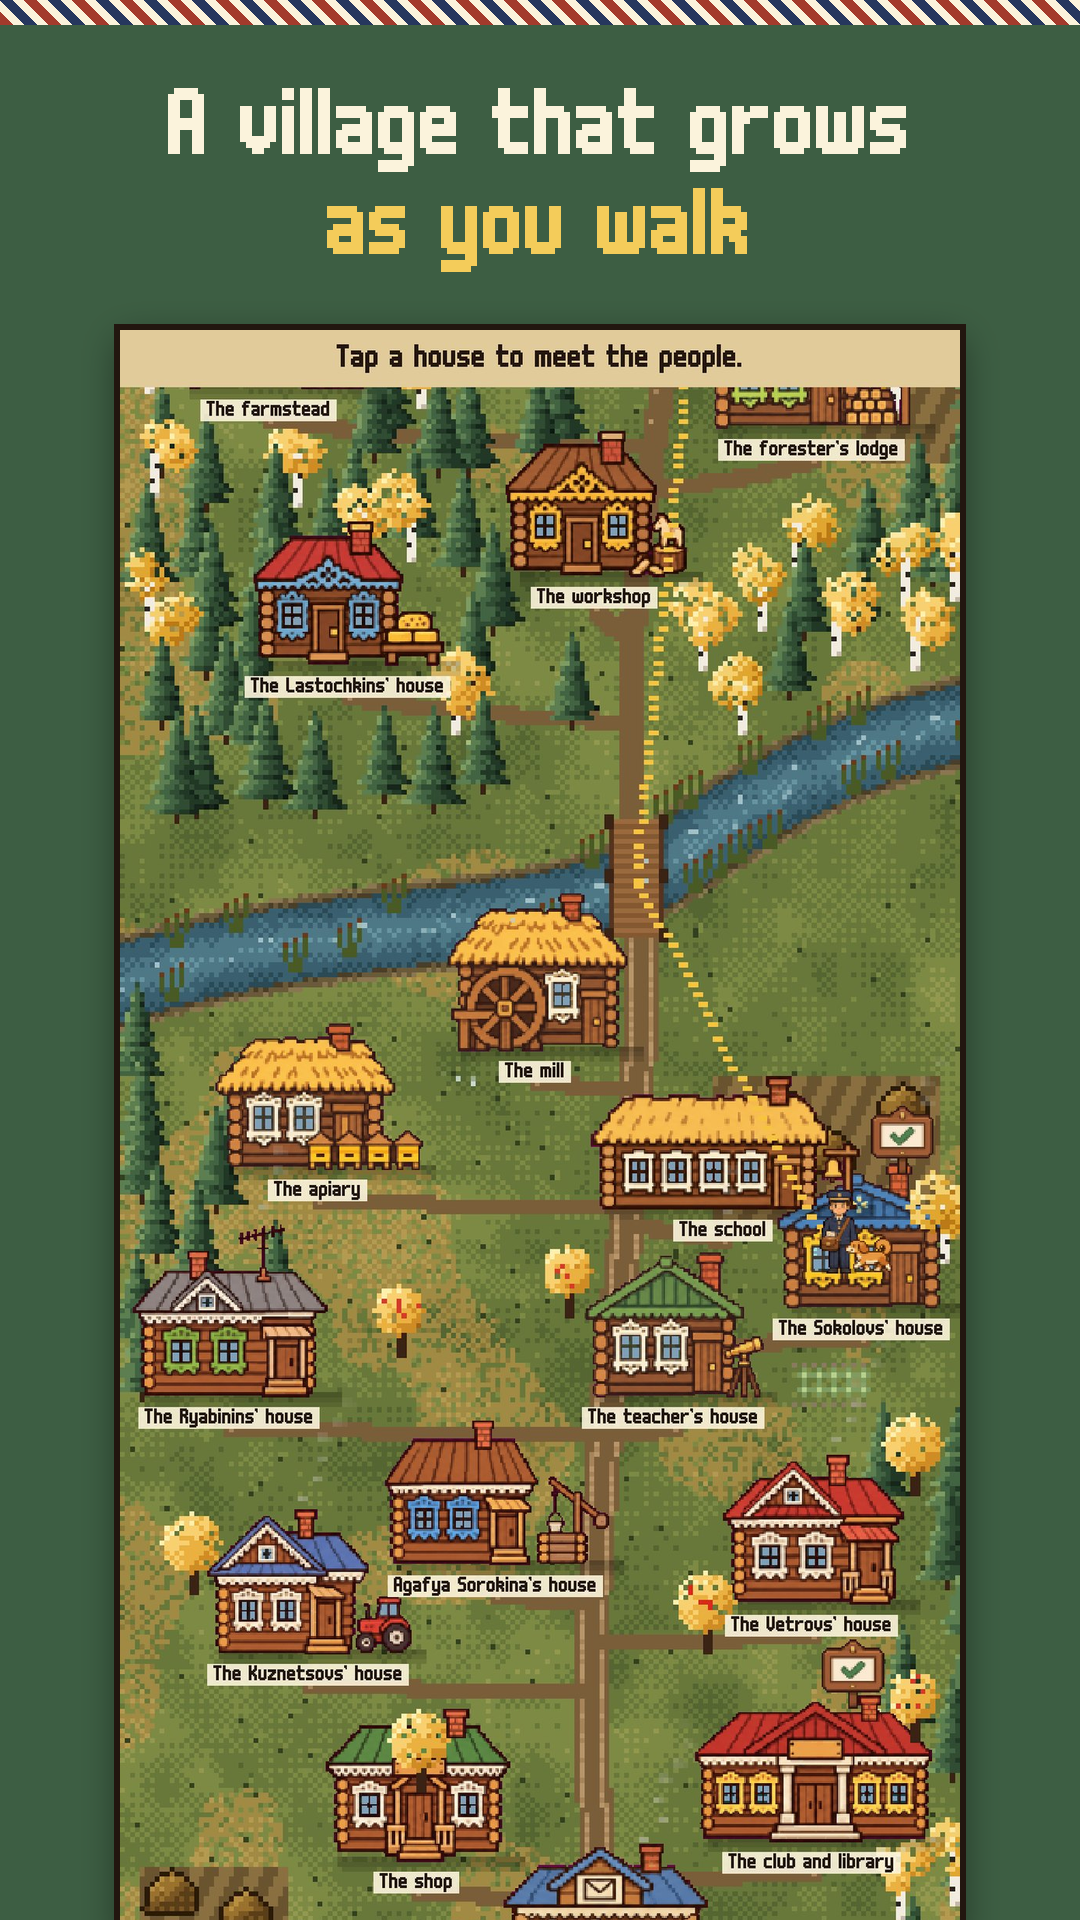 A village that grows
as you walk
Tap a house to meet the people.
The farmstead
The forester's lodge
The workshop
The Lastochkins' house
The mill
The apiary
The school
The Sokolovs' house
The Ryabinins' house
The teacher's house
Agafya Sorokina's house
The Vetrovs' house
The Kuznetsovs' house
The club and library
The shop